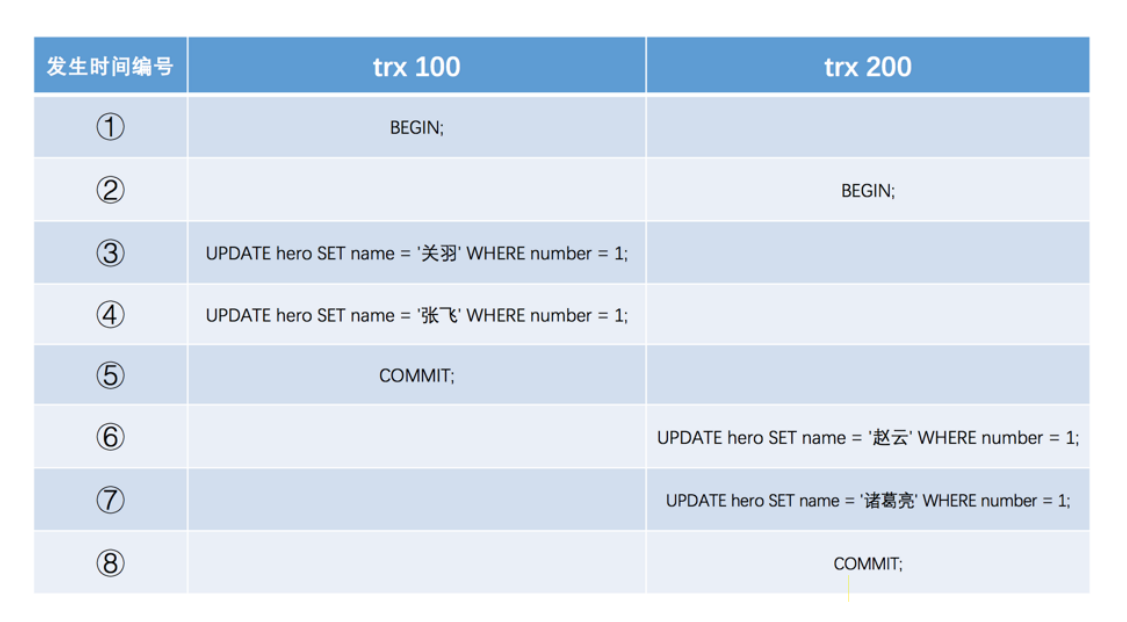 发生时间编号 trx 100 trx 200
① BEGIN;
② BEGIN;
③ UPDATE hero SET name = '关羽' WHERE number = 1;
④ UPDATE hero SET name = '张飞' WHERE number = 1;
⑤ COMMIT;
⑥ UPDATE hero SET name = '赵云' WHERE number = 1;
⑦ UPDATE hero SET name = '诸葛亮' WHERE number = 1;
⑧ COMMIT;